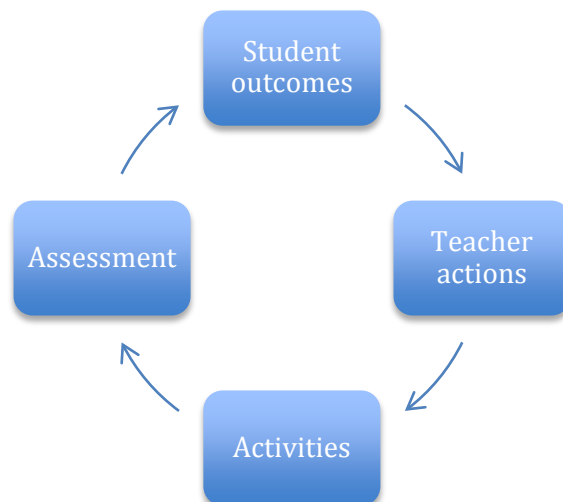 Student
outcomes
Teacher
actions
Activities
Assessment